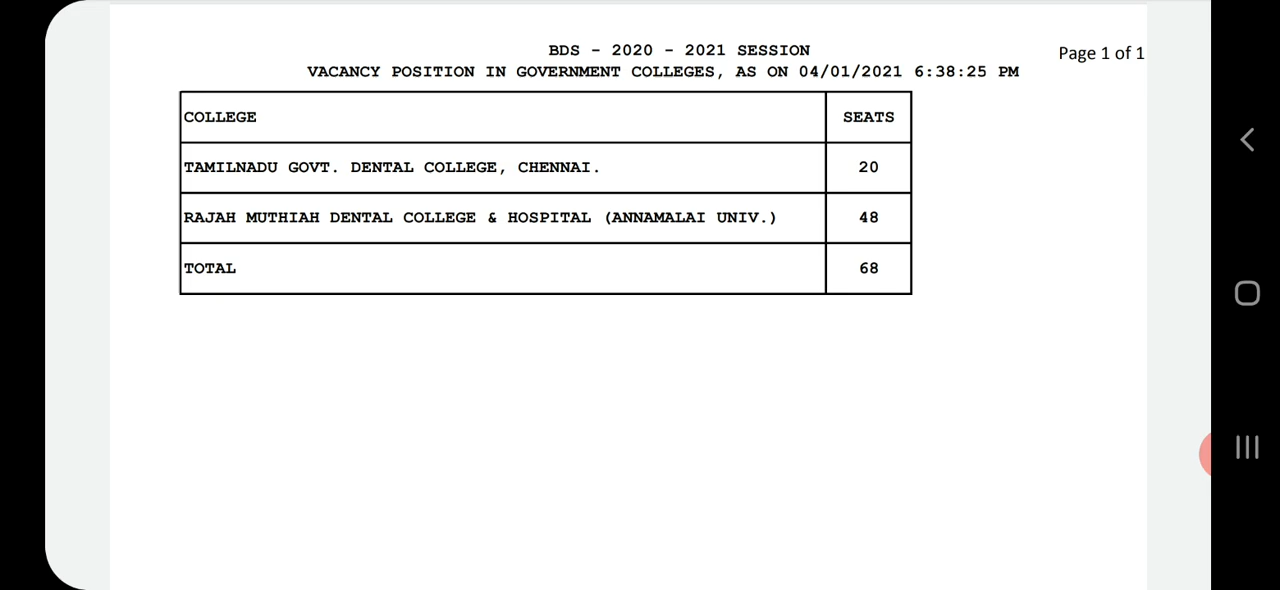 BDS - 2020 - 2021 SESSION
Page 1 of 1
VACANCY POSITION IN GOVERNMENT COLLEGES, AS ON 04/01/2021 6:38:25 PM
COLLEGE SEATS
TAMILNADU GOVT. DENTAL COLLEGE, CHENNAI. 20
RAJAH MUTHIAH DENTAL COLLEGE & HOSPITAL (ANNAMALAI UNIV.) 48
TOTAL 68